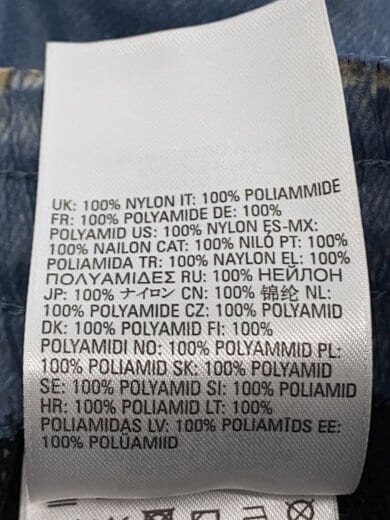 UK: 100% NYLON IT: 100% POLIAMMIDE
FR: 100% POLYAMIDE DE: 100%
POLYAMID US: 100% NYLON ES-MX:
100% NAILON CAT: 100% NILÓ PT: 100%
POLIAMIDA TR: 100% NAYLON EL: 100%
ΠΟΛΥΑΜΙΔΕΣ RU: 100% НЕЙЛОН
JP: 100% ナイロン CN: 100% 锦纶 NL:
100% POLYAMIDE CZ: 100% POLYAMID
DK: 100% POLYAMID FI: 100%
POLYAMIDI NO: 100% POLYAMMID PL:
100% POLIAMID SK: 100% POLYAMID
SE: 100% POLYAMID SI: 100% POLIAMID
HR: 100% POLIAMID LT: 100%
POLIAMIDAS LV: 100% POLIAMĪDS EE:
100% POLÜAMIID